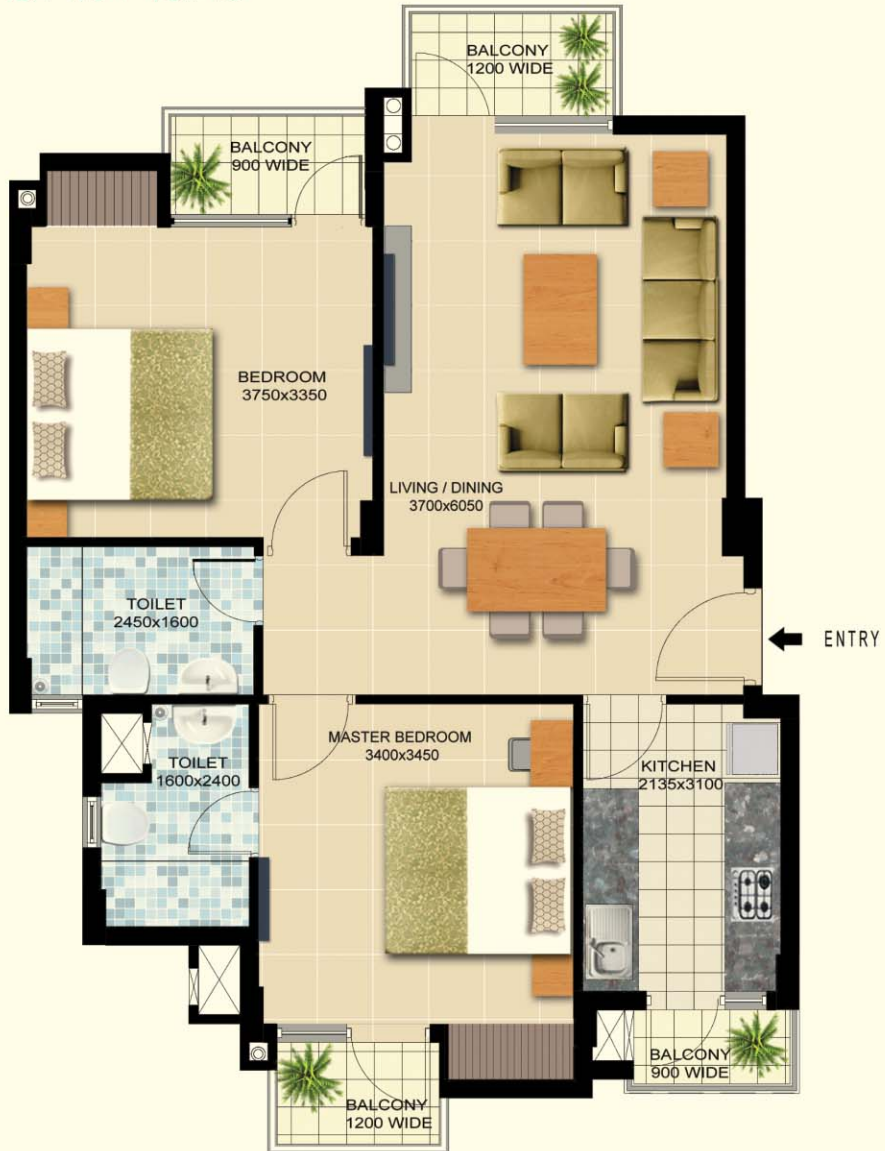 BALCONY
1200 WIDE
BALCONY
900 WIDE
BEDROOM
3750x3350
LIVING / DINING
3700x6050
TOILET
2450x1600
ENTRY
MASTER BEDROOM
3400x3450
TOILET
1600x2400
KITCHEN
2135x3100
BALCONY
900 WIDE
BALCONY
1200 WIDE